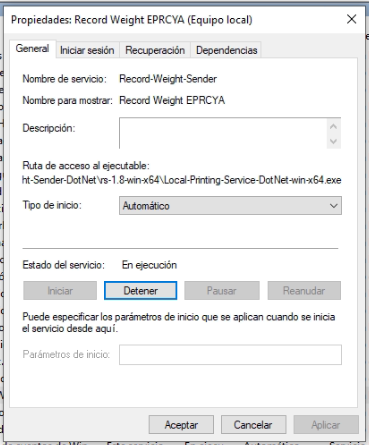 Propiedades: Record Weight EPRCYA (Equipo local)
General Iniciar sesión Recuperación Dependencias
Nombre de servicio: Record-Weight-Sender
Nombre para mostrar: Record Weight EPRCYA
Descripción:
Ruta de acceso al ejecutable:
ht-Sender-DotNet\rs-1.8-win-x64\Local-Printing-Service-DotNet-win-x64.exe
Tipo de inicio: Automático
Estado del servicio: En ejecución
Iniciar Detener Pausar Reanudar
Puede especificar los parámetros de inicio que se aplican cuando se inicia
el servicio desde aquí.
Parámetros de inicio:
Aceptar Cancelar Aplicar